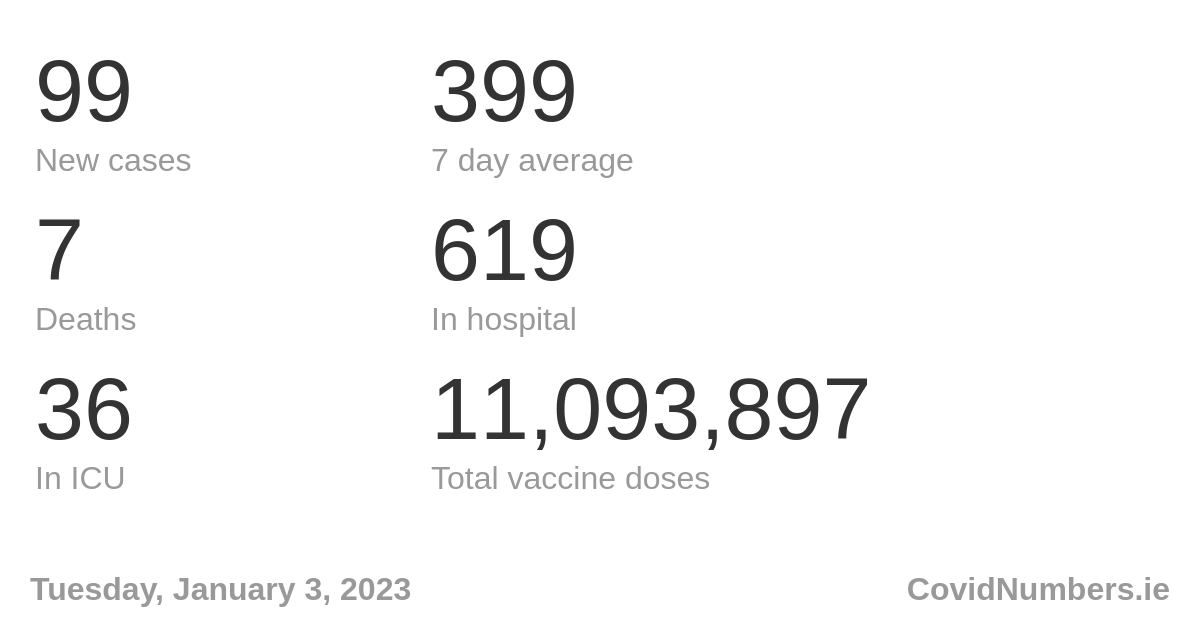 99 399
New cases 7 day average
7 619
Deaths In hospital
36 11,093,897
In ICU Total vaccine doses
Tuesday, January 3, 2023 CovidNumbers.ie